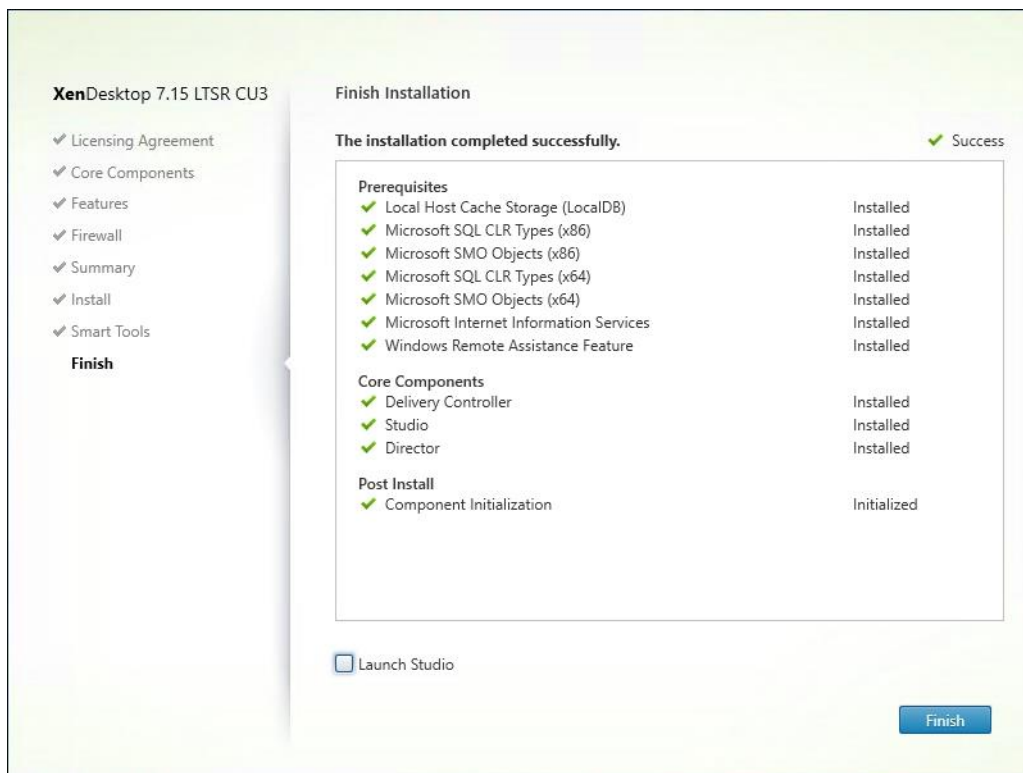 XenDesktop 7.15 LTSR CU3
Licensing Agreement
Core Components
Features
Firewall
Summary
Install
Smart Tools
Finish
Finish Installation
The installation completed successfully. Success
Prerequisites
Local Host Cache Storage (LocalDB) Installed
Microsoft SQL CLR Types (x86) Installed
Microsoft SMO Objects (x86) Installed
Microsoft SQL CLR Types (x64) Installed
Microsoft SMO Objects (x64) Installed
Microsoft Internet Information Services Installed
Windows Remote Assistance Feature Installed
Core Components
Delivery Controller Installed
Studio Installed
Director Installed
Post Install
Component Initialization Initialized
Launch Studio
Finish